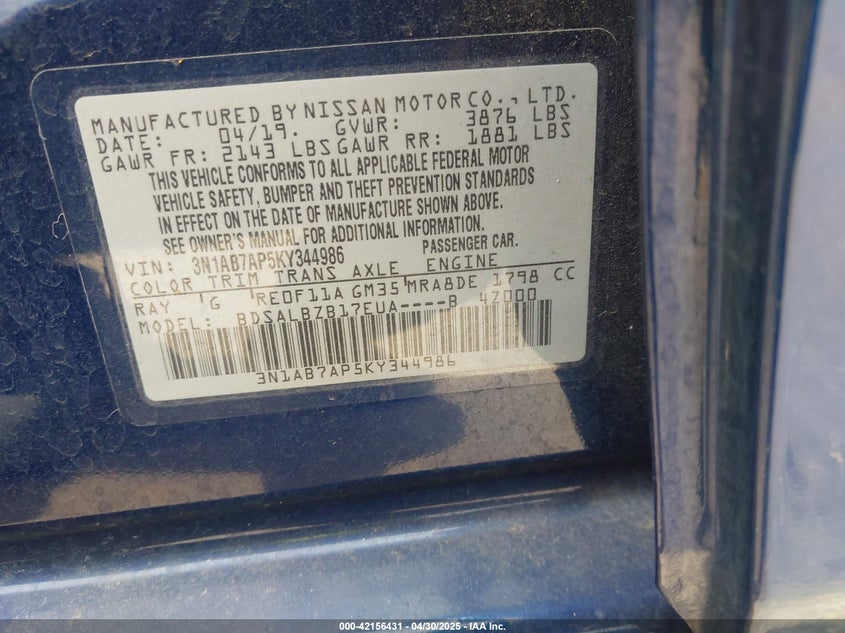 MANUFACTURED BY NISSAN MOTOR CO., LTD.
DATE: 04/19. GVWR: 3876 LBS
GAWR FR: 2143 LBS GAWR RR: 1881 LBS
THIS VEHICLE CONFORMS TO ALL APPLICABLE FEDERAL MOTOR
VEHICLE SAFETY, BUMPER AND THEFT PREVENTION STANDARDS
IN EFFECT ON THE DATE OF MANUFACTURE SHOWN ABOVE.
SEE OWNER'S MANUAL FOR ADDITIONAL INFORMATION.
VIN: 3N1AB7AP5KY344986 PASSENGER CAR.
COLOR TRIM TRANS AXLE ENGINE
RAY G RE0F11A GM35 MRA8DE 1798 CC
MODEL: BDSALBZB17EUA----B 47000
3N1AB7AP5KY344986
000-42156431 - 04/30/2025 - IAA Inc.